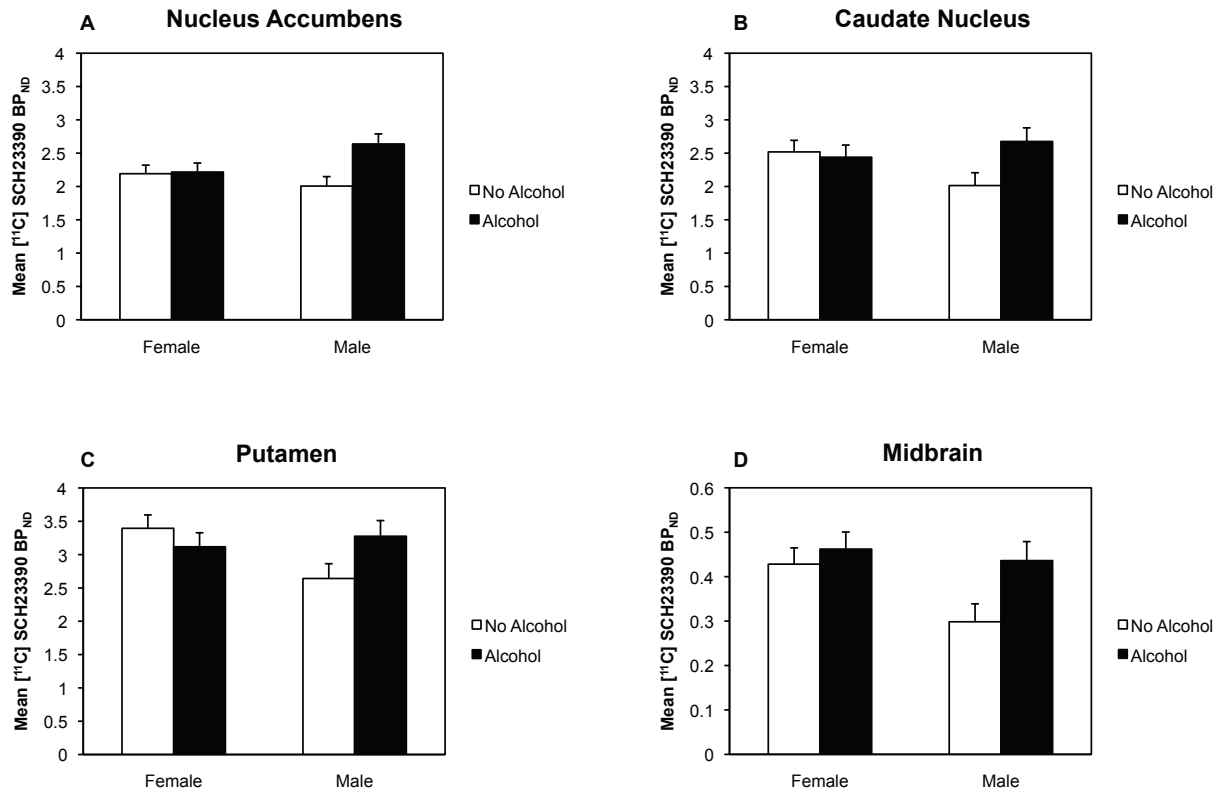 A
Nucleus Accumbens
Mean [¹¹C] SCH23390 BP_ND
4
3.5
3
2.5
2
1.5
1
0.5
0
Female
Male
No Alcohol
Alcohol
B
Caudate Nucleus
Mean [¹¹C] SCH23390 BP_ND
4
3.5
3
2.5
2
1.5
1
0.5
0
Female
Male
No Alcohol
Alcohol
C
Putamen
Mean [¹¹C] SCH23390 BP_ND
4
3.5
3
2.5
2
1.5
1
0.5
0
Female
Male
No Alcohol
Alcohol
D
Midbrain
Mean [¹¹C] SCH23390 BP_ND
0.6
0.5
0.4
0.3
0.2
0.1
0
Female
Male
No Alcohol
Alcohol